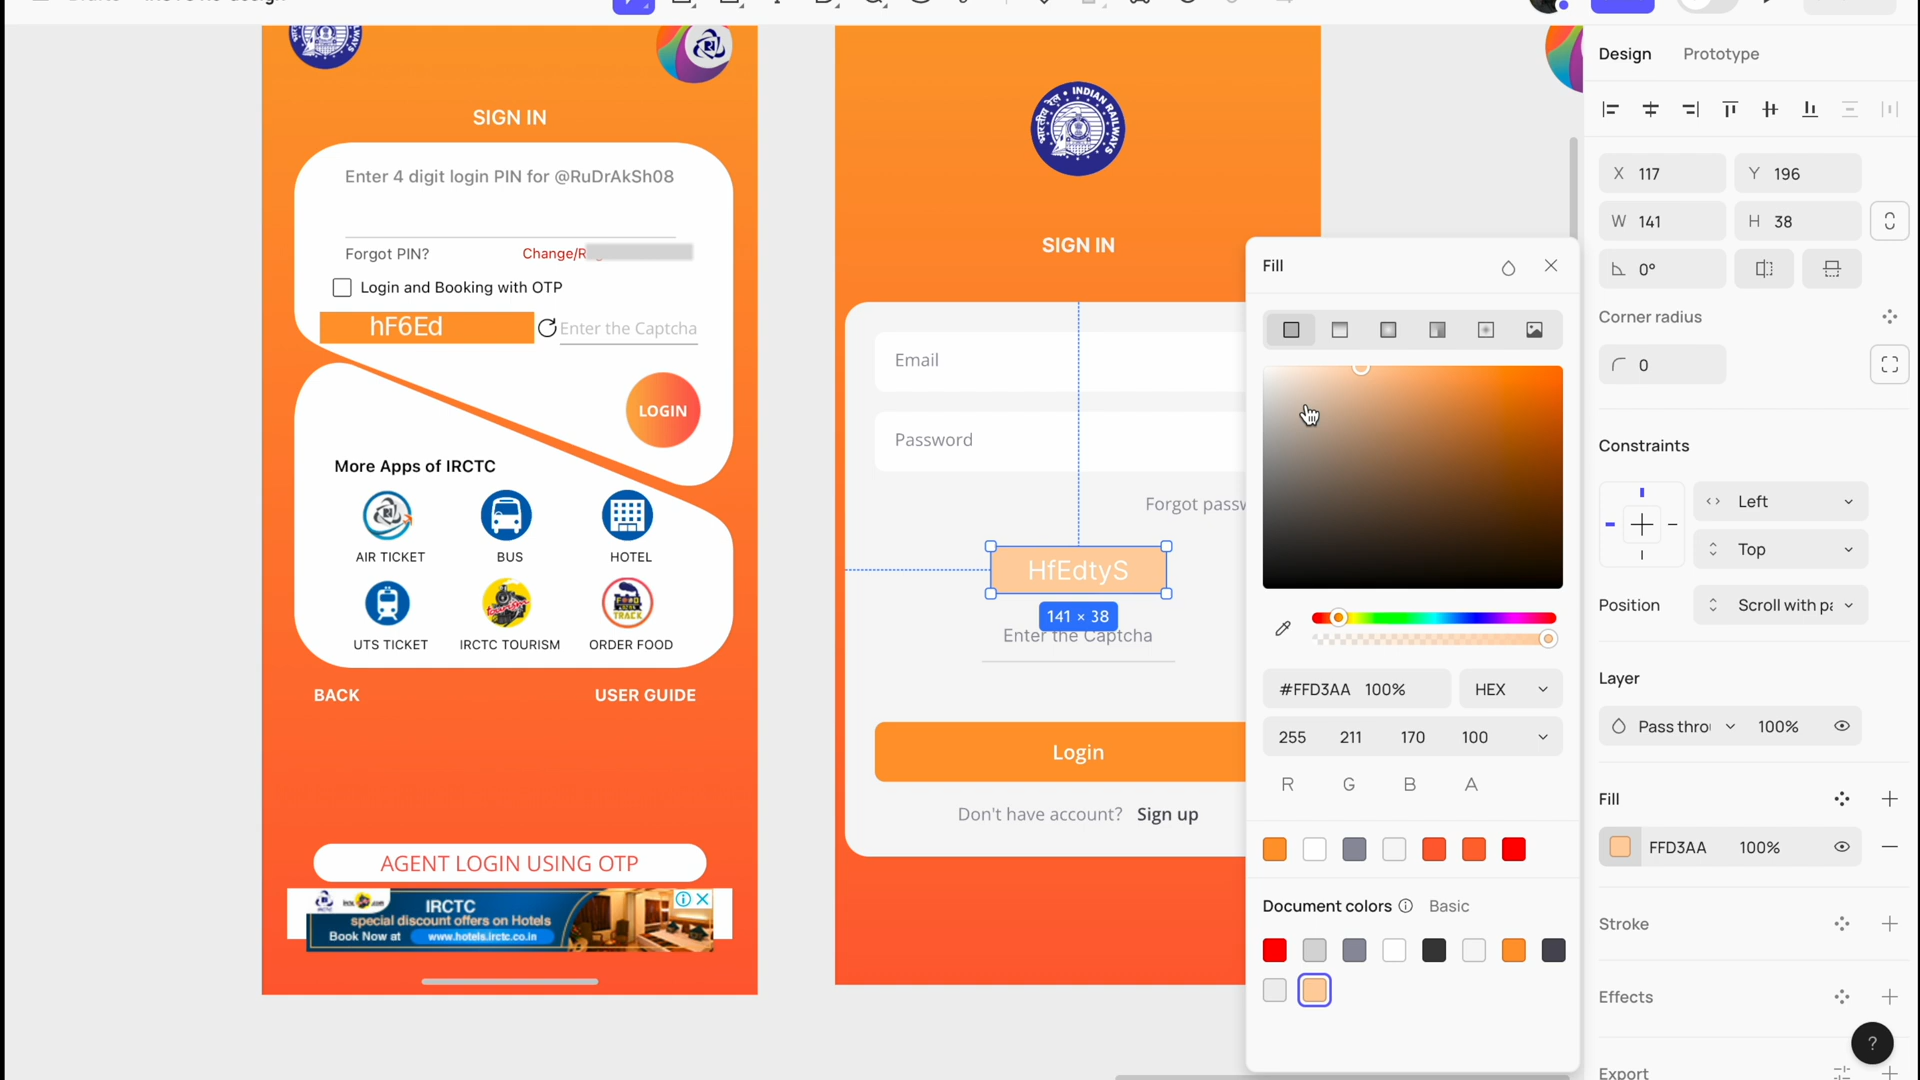 SIGN IN
Enter 4 digit login PIN for @RuDrAkSh08
Forgot PIN?
Change/R
Login and Booking with OTP
hF6Ed
Enter the Captcha
LOGIN
More Apps of IRCTC
AIR TICKET
BUS
HOTEL
UTS TICKET
IRCTC TOURISM
ORDER FOOD
BACK
USER GUIDE
AGENT LOGIN USING OTP
IRCTC
special discount offers on Hotels
Book Now at
www.hotels.irctc.co.in
भारतीय रेल • INDIAN RAILWAYS
SIGN IN
Email
Password
Forgot passw
HfEdtyS
141 × 38
Enter the Captcha
Login
Don't have account? Sign up
Fill
#FFD3AA 100%
HEX
255 211 170 100
R G B A
Document colors
Basic
Design
Prototype
X 117
Y 196
W 141
H 38
0°
Corner radius
0
Constraints
Left
Top
Position
Scroll with pa
Layer
Pass throu
100%
Fill
FFD3AA 100%
Stroke
Effects
Export
?